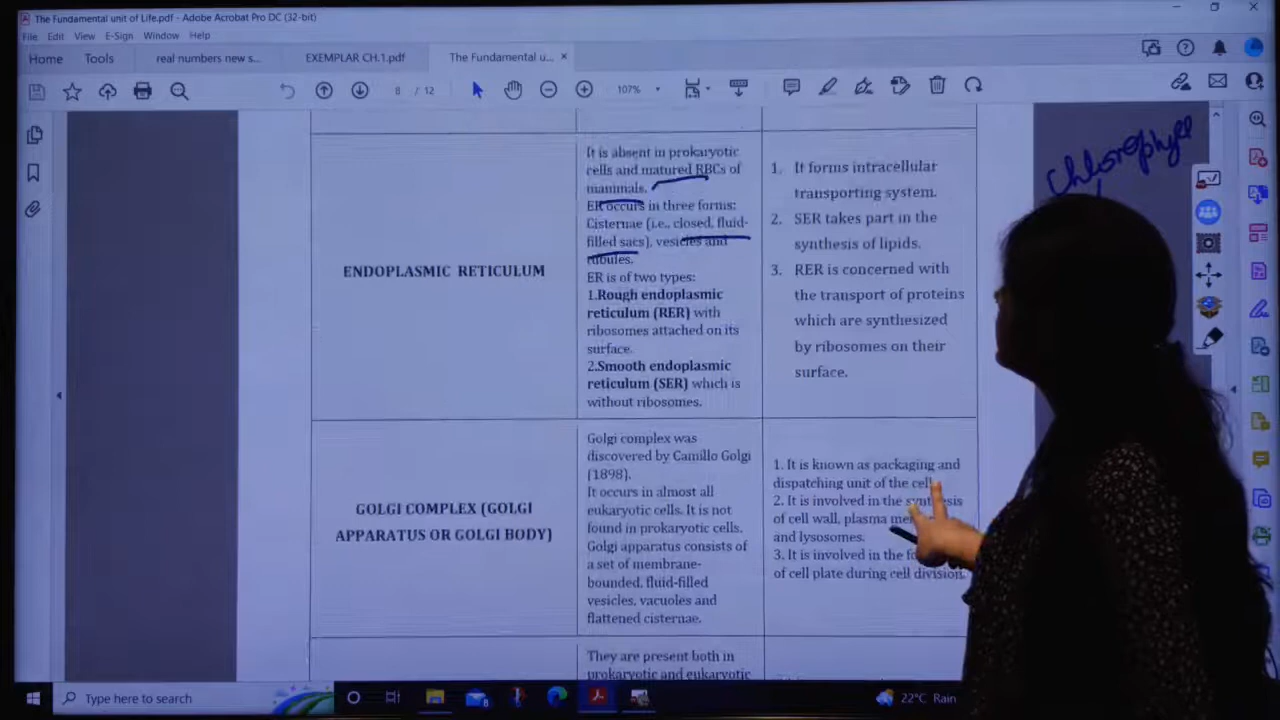 The Fundamental unit of Life.pdf - Adobe Acrobat Pro DC (32-bit)
File Edit View E-Sign Window Help
Home Tools real numbers new s... EXEMPLAR CH.1.pdf The Fundamental u... ×
8 / 12 107%
Chlorophyll
ENDOPLASMIC RETICULUM
It is absent in prokaryotic
cells and matured RBCs of
mammals.
ER occurs in three forms:
Cisternae (i.e., closed, fluid-
filled sacs), vesicles and
tubules.
ER is of two types:
1.Rough endoplasmic
reticulum (RER) with
ribosomes attached on its
surface.
2.Smooth endoplasmic
reticulum (SER) which is
without ribosomes.
1. It forms intracellular
transporting system.
2. SER takes part in the
synthesis of lipids.
3. RER is concerned with
the transport of proteins
which are synthesized
by ribosomes on their
surface.
GOLGI COMPLEX (GOLGI
APPARATUS OR GOLGI BODY)
Golgi complex was
discovered by Camillo Golgi
(1898).
It occurs in almost all
eukaryotic cells. It is not
found in prokaryotic cells.
Golgi apparatus consists of
a set of membrane-
bounded, fluid-filled
vesicles, vacuoles and
flattened cisternae.
1. It is known as packaging and
dispatching unit of the cell
2. It is involved in the synthesis
of cell wall, plasma
and lysosomes.
3. It is involved in the
of cell plate during cell division.
They are present both in
prokaryotic and eukaryotic
Type here to search
8
22°C Rain